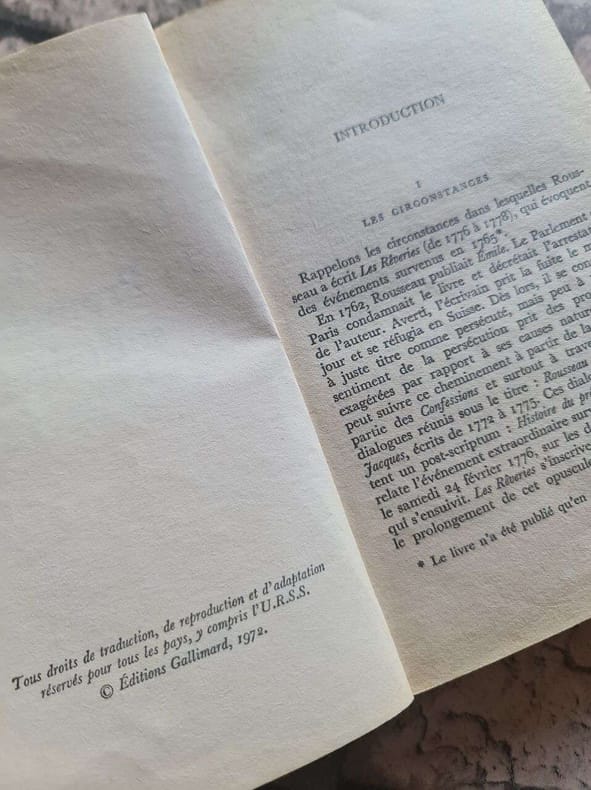 Tous droits de traduction, de reproduction et d'adaptation
réservés pour tous les pays, y compris l'U.R.S.S.
© Éditions Gallimard, 1972.
INTRODUCTION
I
LES CIRCONSTANCES
Rappelons les circonstances dans lesquelles Rous-
seau a écrit Les Rêveries (de 1776 à 1778), qui évoquent
des événements survenus en 1765*.
En 1762, Rousseau publiait Émile. Le Parlement
Paris condamnait le livre et décrétait l'arrestat
de l'auteur. Averti, l'écrivain prit la fuite le m
jour et se réfugia en Suisse. Dès lors, il se con
à juste titre comme persécuté, mais peu à
sentiment de la persécution prit des pro
exagérées par rapport à ses causes nature
peut suivre ce cheminement à partir de la
partie des Confessions et surtout à trave
dialogues réunis sous le titre : Rousseau
Jacques, écrits de 1772 à 1775. Ces dialo
tent un post-scriptum : Histoire du pré
relate l'événement extraordinaire surv
le samedi 24 février 1776, sur les d
qui s'ensuivit. Les Rêveries s'inscrive
le prolongement de cet opuscule
* Le livre n'a été publié qu'en